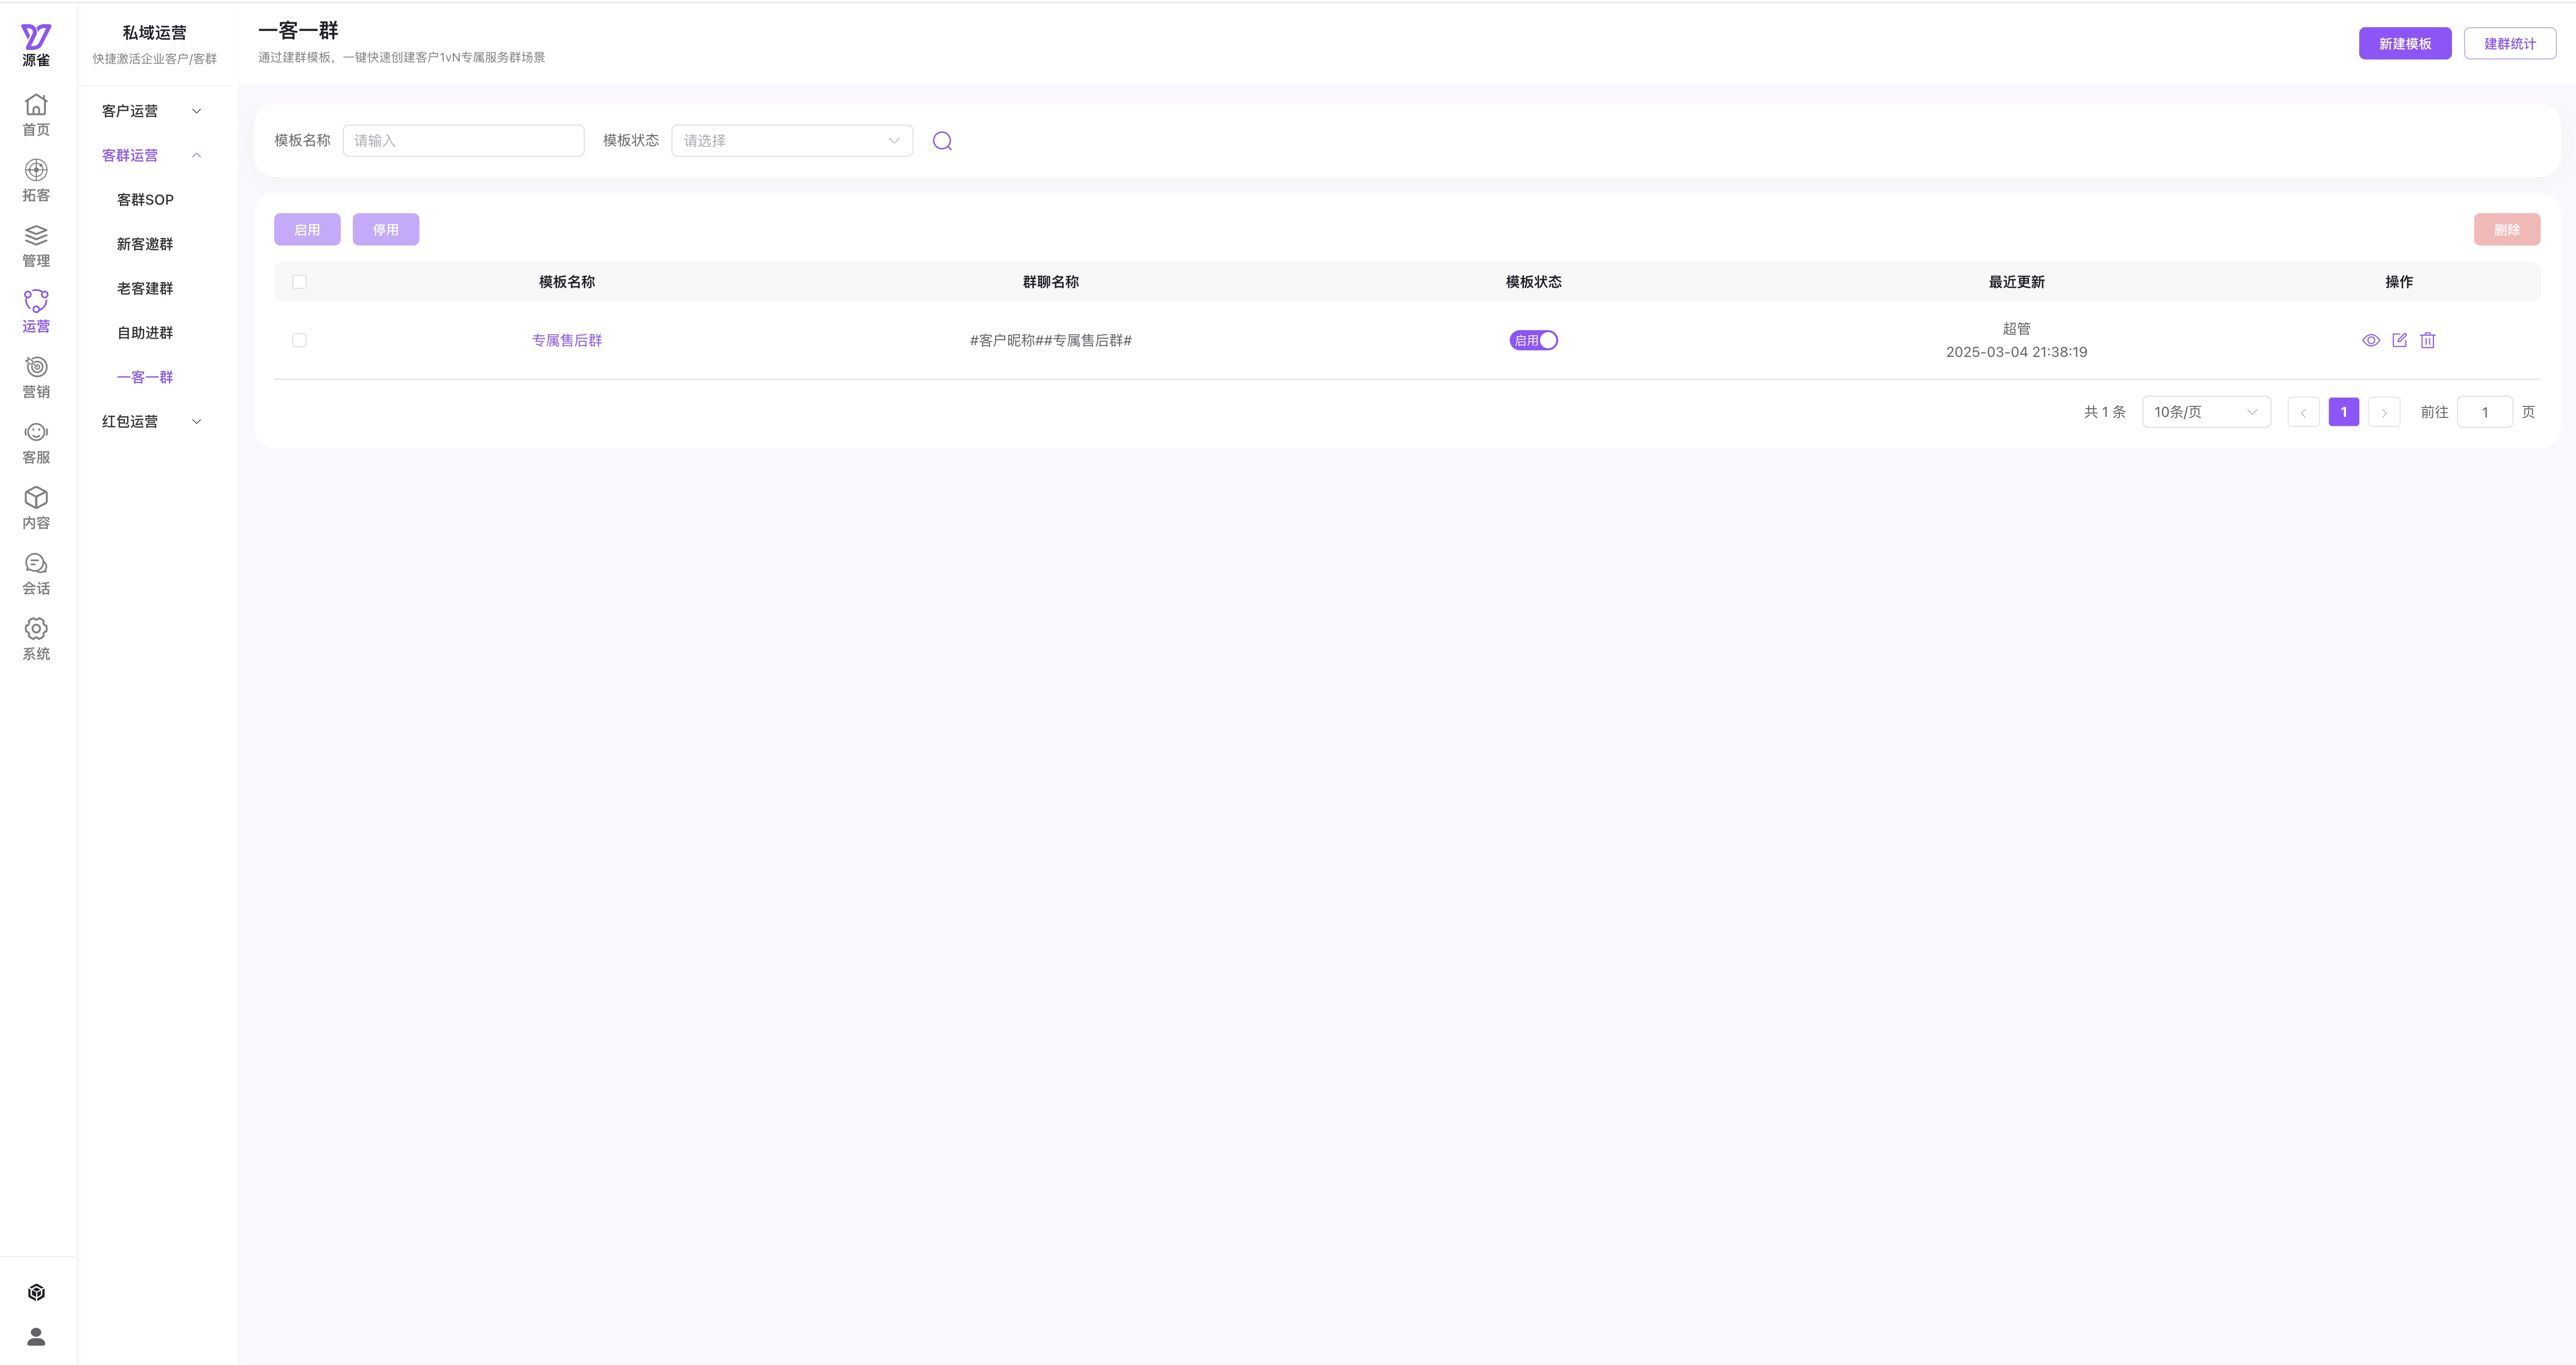 源雀
首页
拓客
管理
运营
营销
客服
内容
会话
系统
私域运营
快捷激活企业客户/客群
客户运营
客群运营
客群SOP
新客邀群
老客建群
自助进群
一客一群
红包运营
一客一群
通过建群模板，一键快速创建客户1vN专属服务群场景
新建模板 建群统计
模板名称 请输入 模板状态 请选择
启用 停用 删除
模板名称 群聊名称 模板状态 最近更新 操作
专属售后群 #客户昵称##专属售后群# 启用 超管
2025-03-04 21:38:19
共 1 条 10条/页 1 前往 1 页